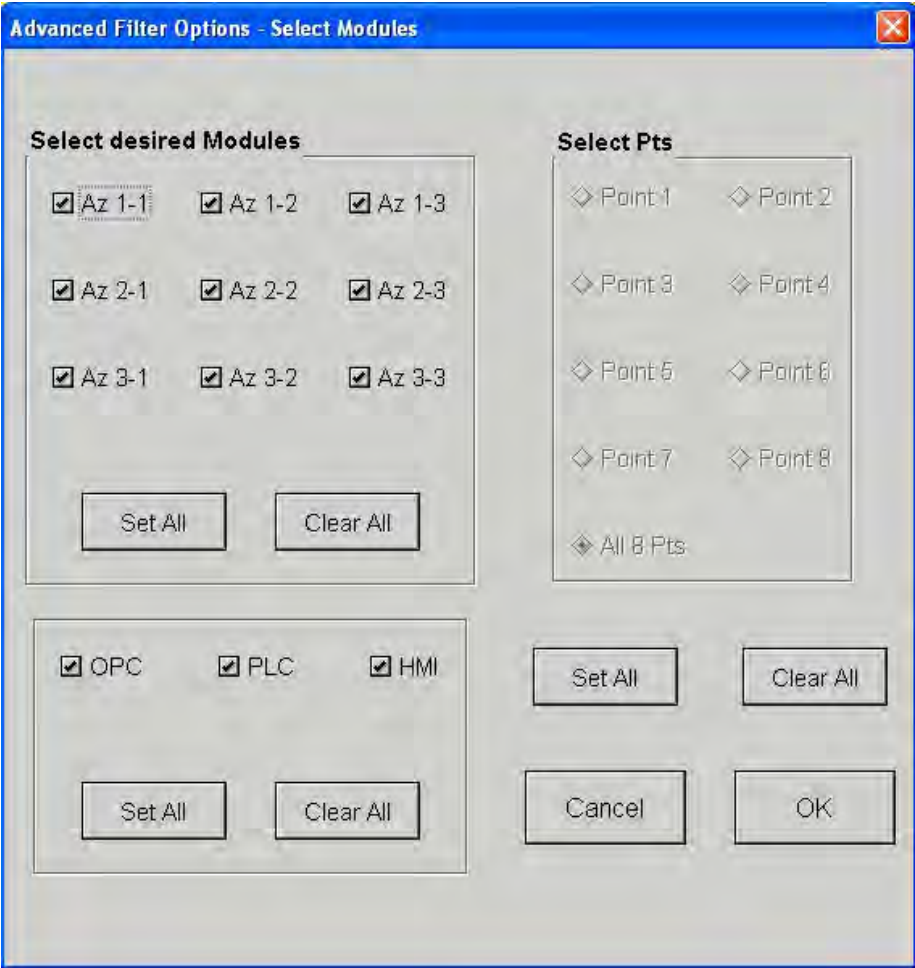 Advanced Filter Options - Select Modules
Select desired Modules
Az 1-1 Az 1-2 Az 1-3
Az 2-1 Az 2-2 Az 2-3
Az 3-1 Az 3-2 Az 3-3
Set All Clear All
Select Pts
Point 1 Point 2
Point 3 Point 4
Point 5 Point 6
Point 7 Point 8
All 8 Pts
OPC PLC HMI
Set All Clear All
Set All Clear All
Cancel OK